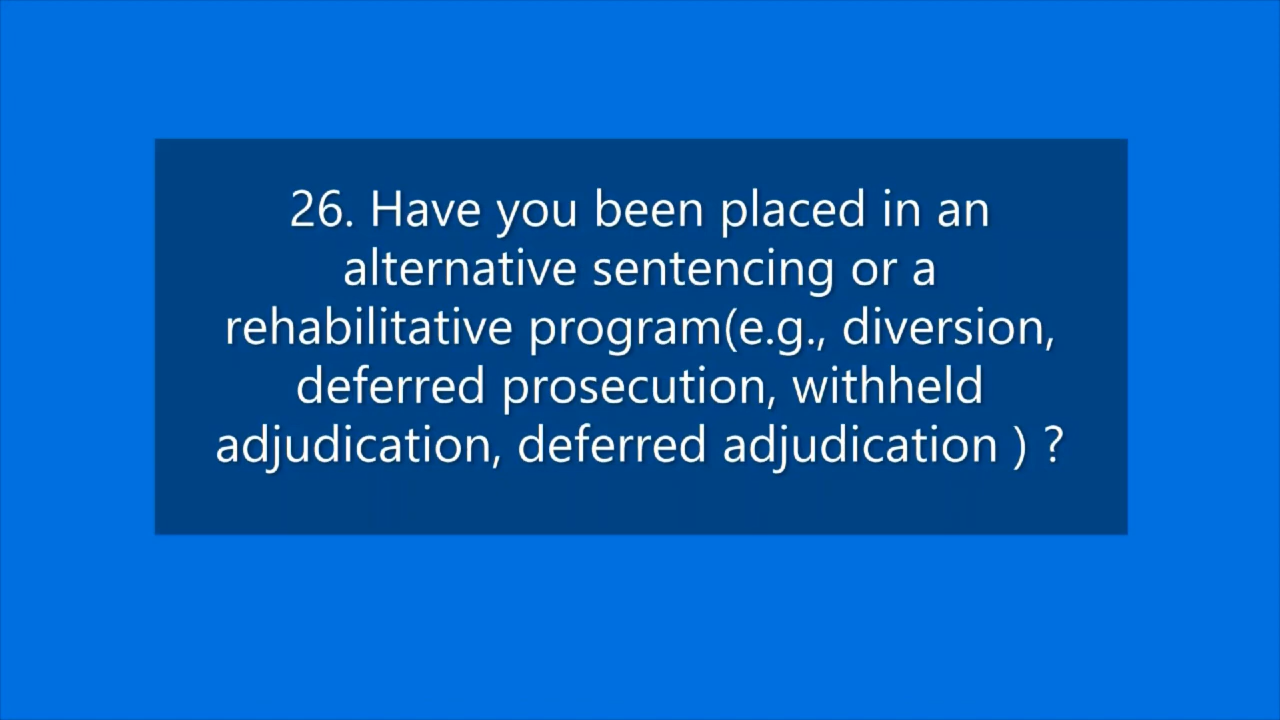 26. Have you been placed in an
alternative sentencing or a
rehabilitative program(e.g., diversion,
deferred prosecution, withheld
adjudication, deferred adjudication ) ?